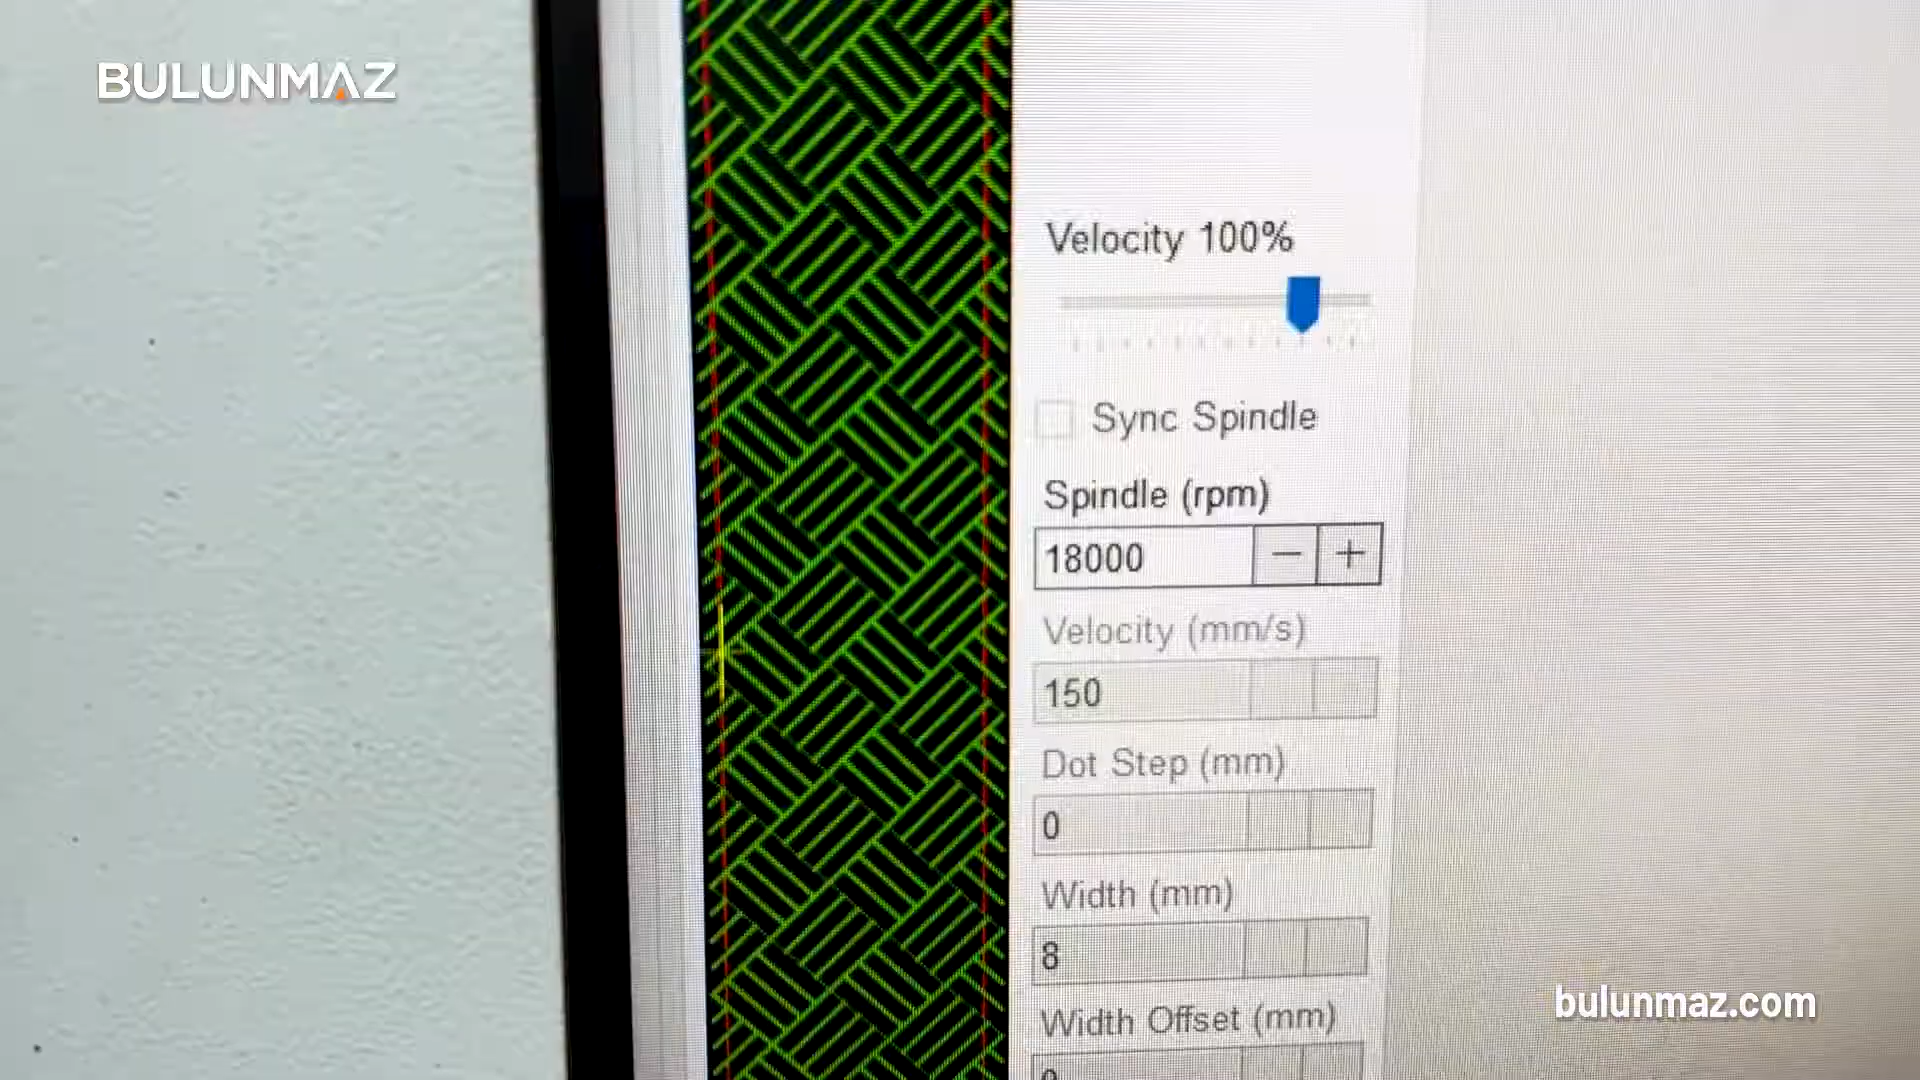 BULUNMAZ
Velocity 100%
Sync Spindle
Spindle (rpm)
18000 − +
Velocity (mm/s)
150
Dot Step (mm)
0
Width (mm)
8
Width Offset (mm)
0
bulunmaz.com